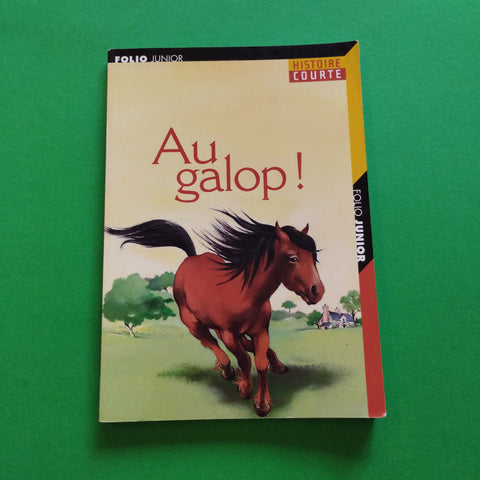 FOLIO JUNIOR
HISTOIRE
COURTE
Au
galop !
FOLIO JUNIOR